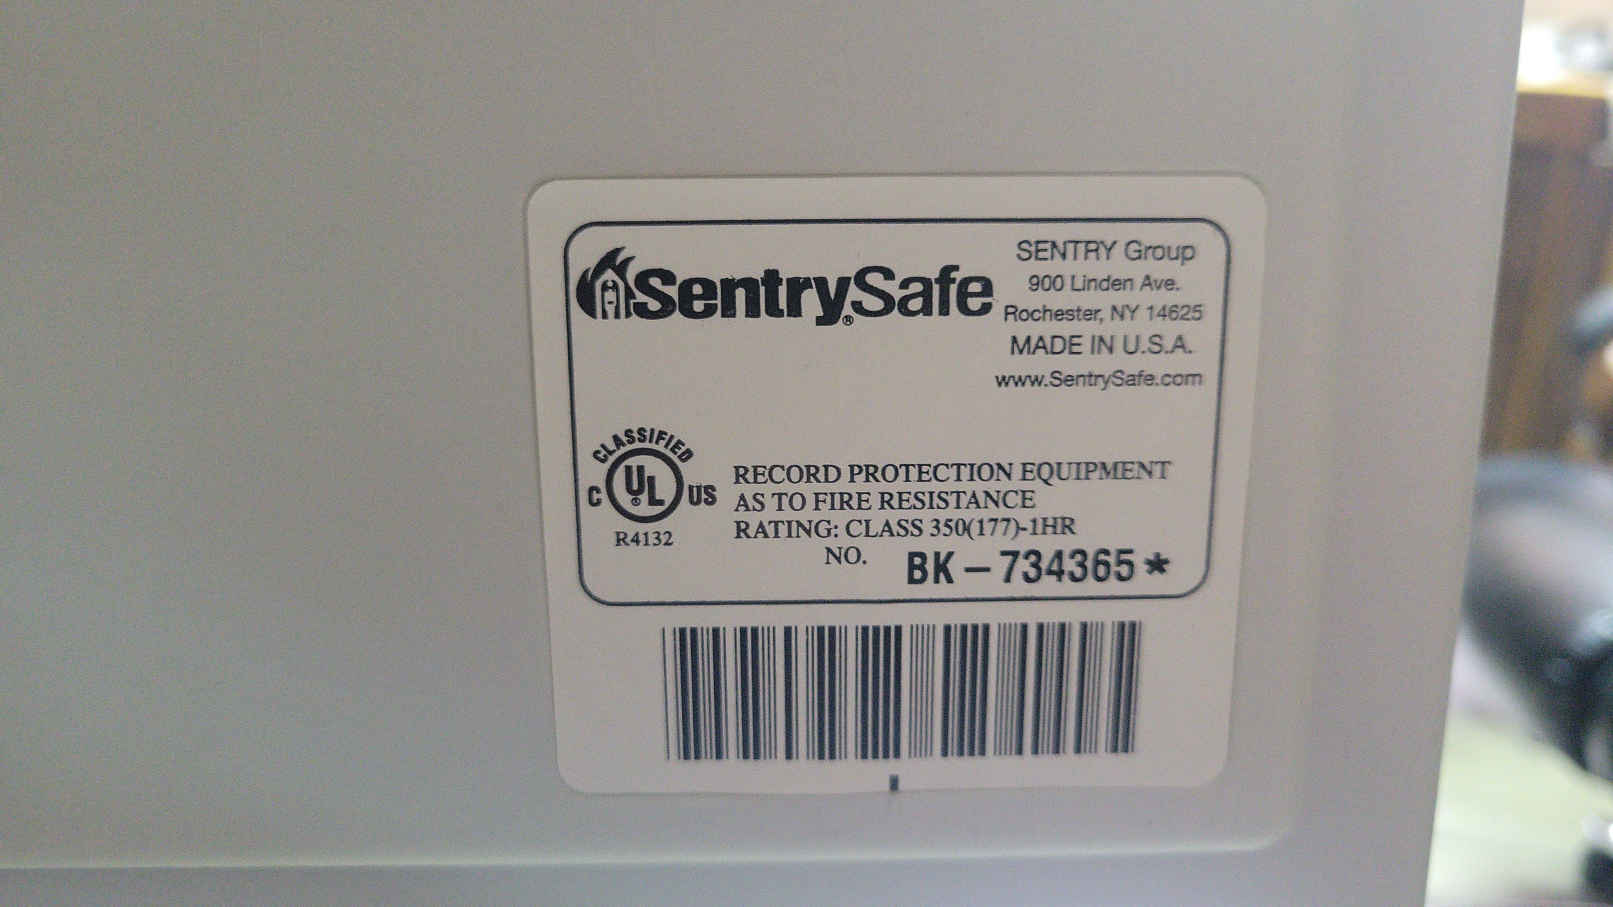 SentrySafe®
SENTRY Group
900 Linden Ave.
Rochester, NY 14625
MADE IN U.S.A.
www.SentrySafe.com
CLASSIFIED
C UL® US
R4132
RECORD PROTECTION EQUIPMENT
AS TO FIRE RESISTANCE
RATING: CLASS 350(177)-1HR
NO. BK-734365*